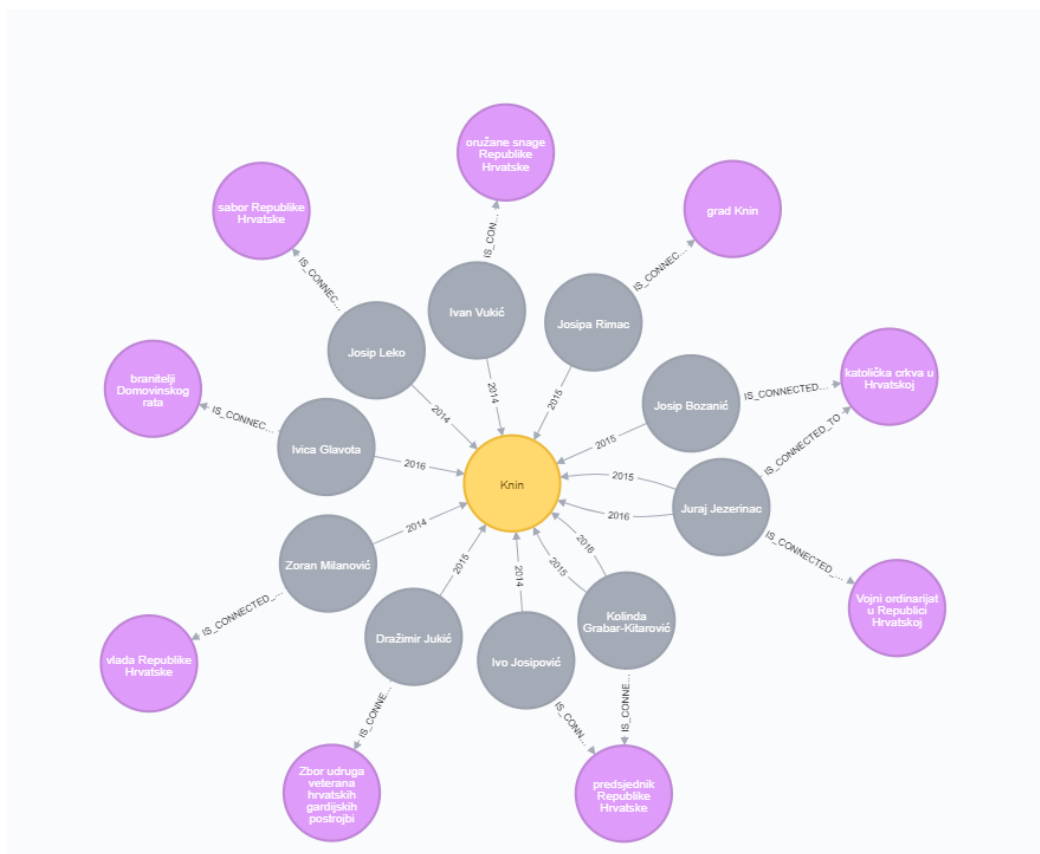 oružane snage
Republike
Hrvatske
sabor Republike
Hrvatske
grad Knin
IS_CON...
IS_CONNEC...
IS_CONNEC...
Ivan Vukić
Josipa Rimac
Josip Leko
branitelji
Domovinskog
rata
katolička crkva u
Hrvatskoj
IS_CONNECTED...
2014
2015
Josip Bozanić
2014
IS_CONNEC...
Ivica Glavota
2015
IS_CONNECTED_TO
2016
Knin
2015
Juraj Jezerinac
2016
2014
Zoran Milanović
2015
2014
2015
2016
IS_CONNECTED_...
Vojni ordinarijat
u Republici
Hrvatskoj
IS_CONNECTED_...
Kolinda
Grabar-Kitarović
Dražimir Jukić
Ivo Josipović
vlada Republike
Hrvatske
IS_CONNE...
IS_CONN...
IS_CONNE...
Zbor udruga
veterana
hrvatskih
gardijskih
postrojbi
predsjednik
Republike
Hrvatske